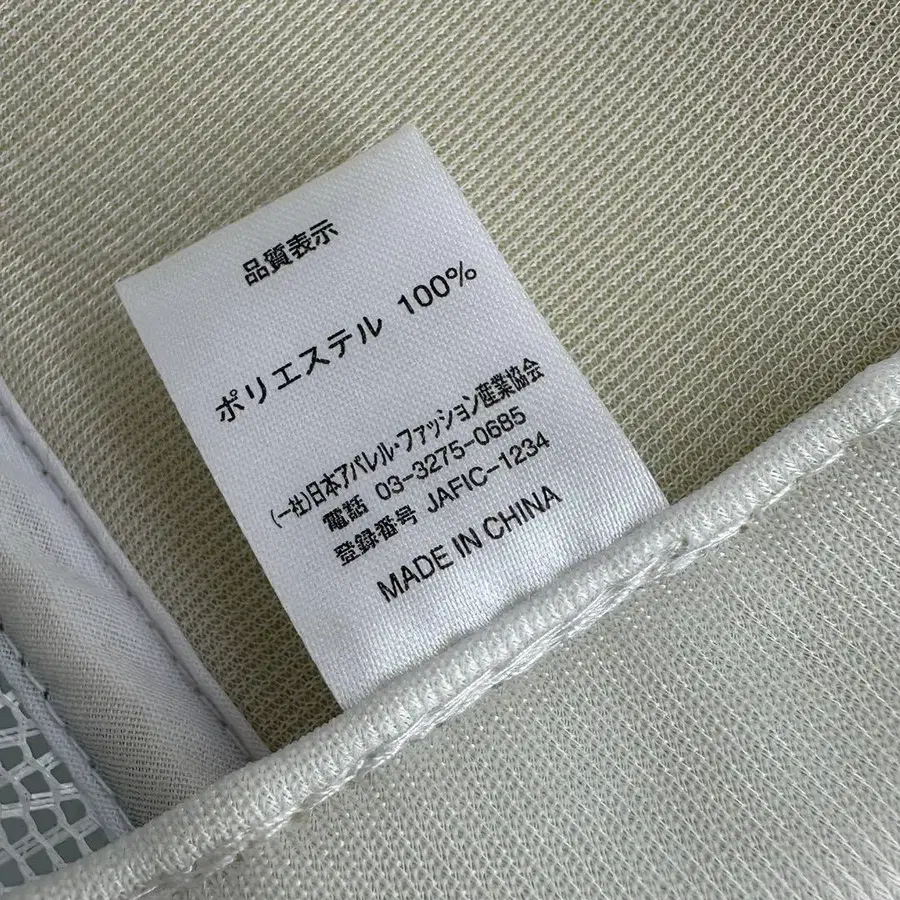 品質表示
ポリエステル 100%
(一社)日本アパレル・ファッション産業協会
電話 03-3275-0685
登録番号 JAFIC-1234
MADE IN CHINA